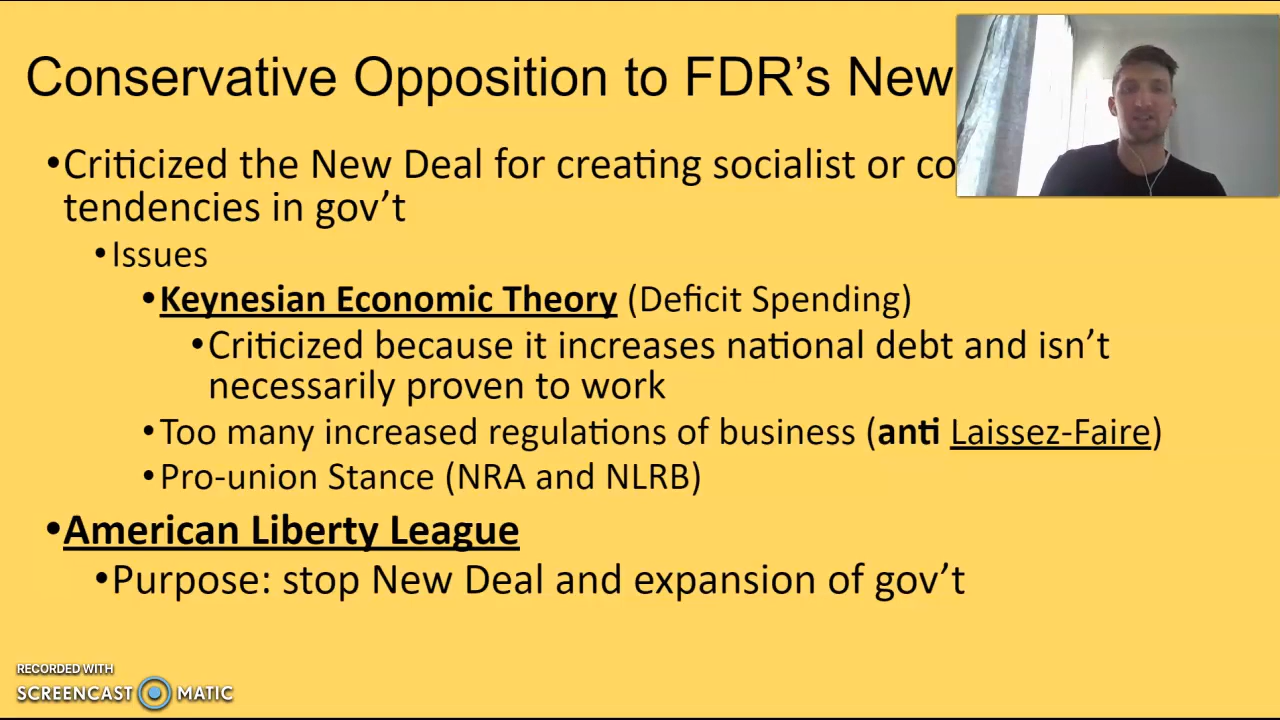 Conservative Opposition to FDR's New
•Criticized the New Deal for creating socialist or co
tendencies in gov't
•Issues
•Keynesian Economic Theory (Deficit Spending)
•Criticized because it increases national debt and isn't
necessarily proven to work
•Too many increased regulations of business (anti Laissez-Faire)
•Pro-union Stance (NRA and NLRB)
•American Liberty League
•Purpose: stop New Deal and expansion of gov't
RECORDED WITH
SCREENCAST MATIC